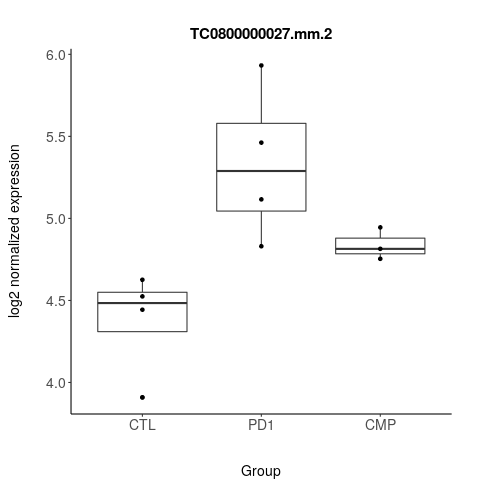 TC0800000027.mm.2
log2 normalized expression
6.0
5.5
5.0
4.5
4.0
CTL PD1 CMP
Group